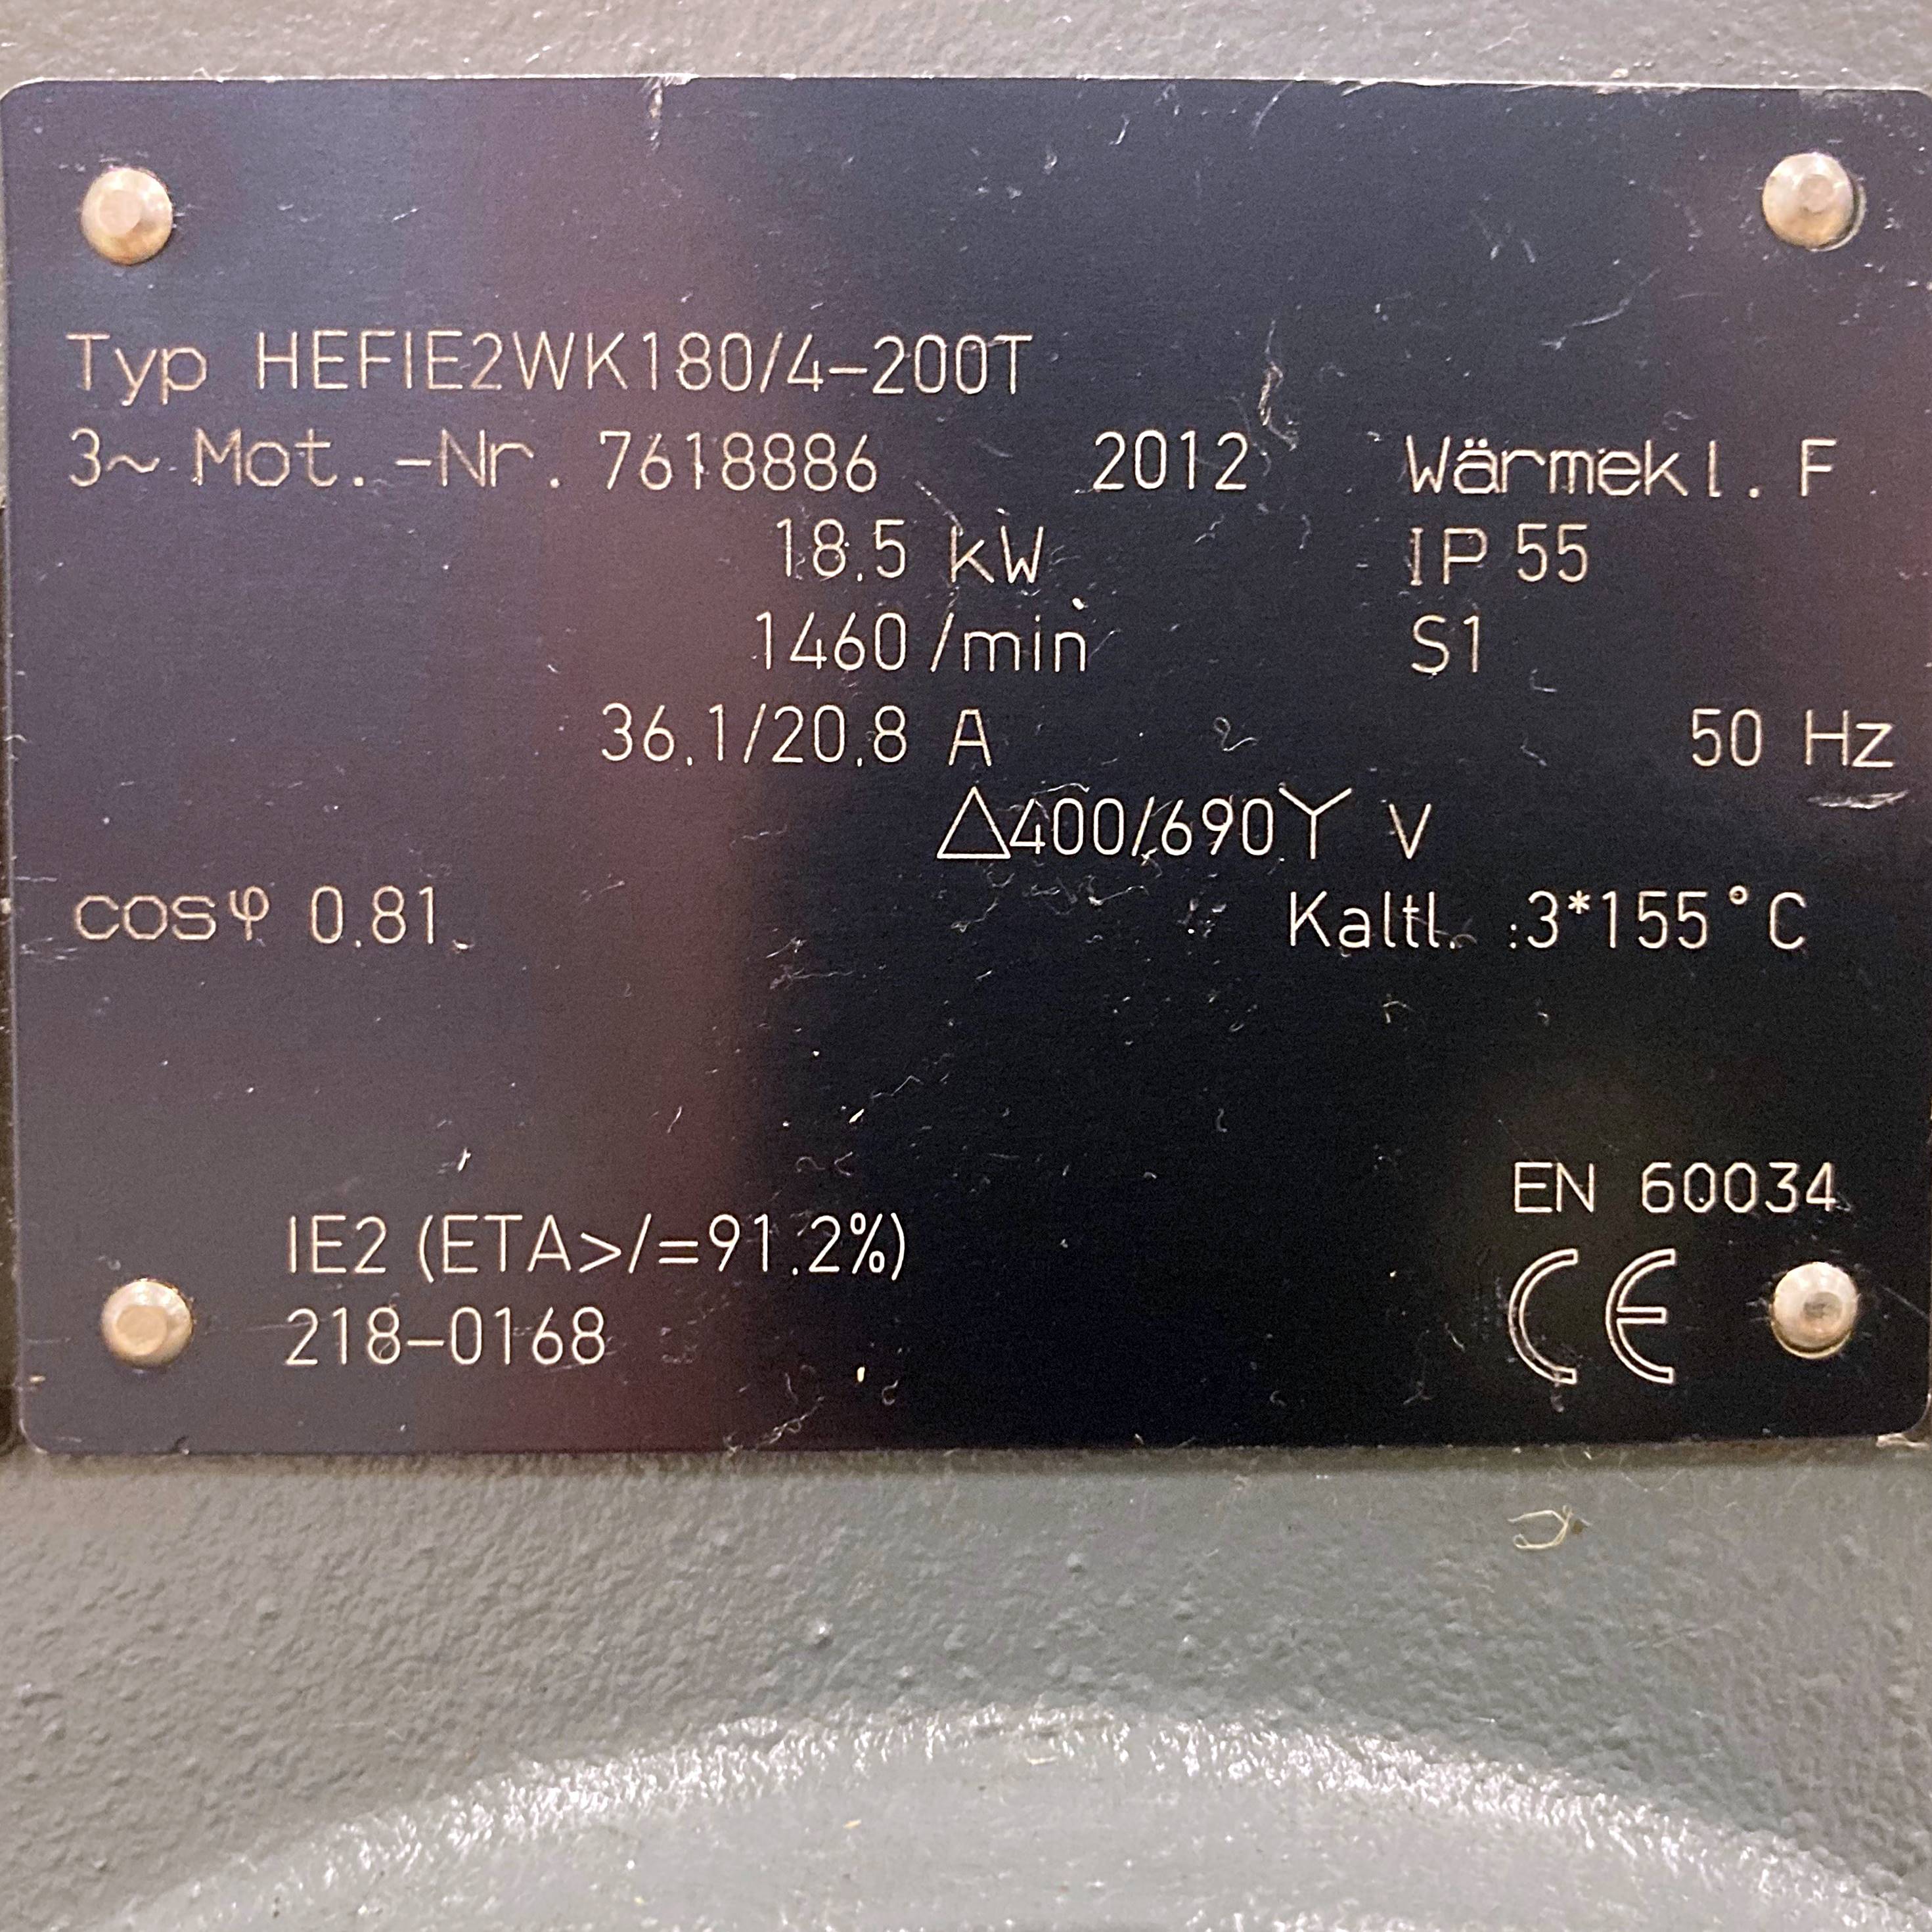 Typ HEFIE2WK180/4-200T
3~ Mot.-Nr. 7618886 2012 Wärmekl. F
18.5 kW IP 55
1460 /min S1
36.1/20.8 A 50 Hz
△400/690Y V
cosφ 0.81 Kaltl. :3*155°C
EN 60034
IE2 (ETA>/=91.2%)
218-0168 CE